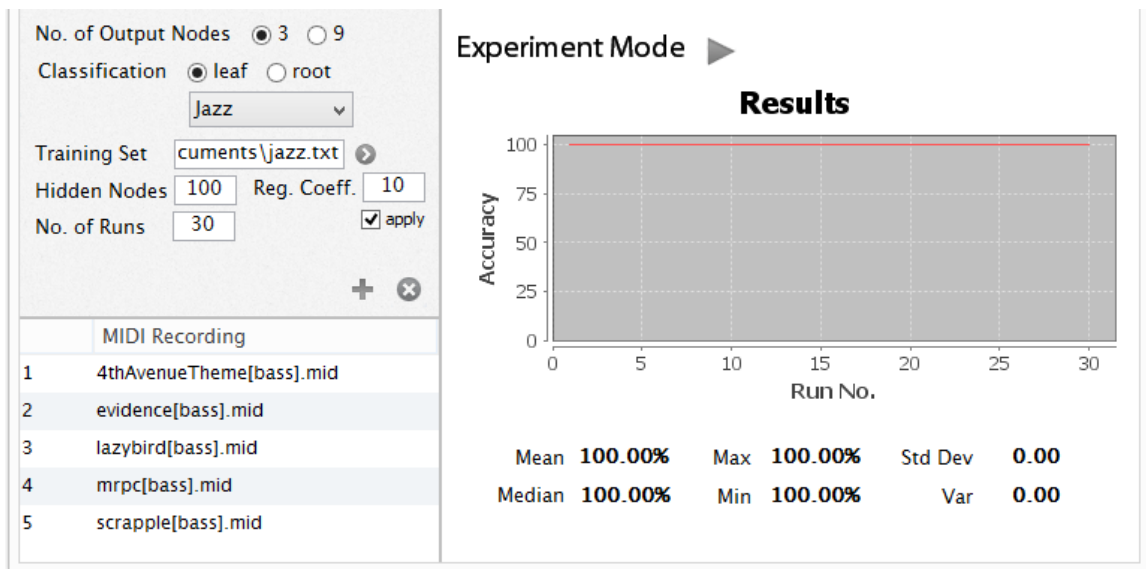 No. of Output Nodes 3 9
Classification leaf root
Jazz
Training Set cuments\jazz.txt
Hidden Nodes 100 Reg. Coeff. 10
No. of Runs 30 apply
MIDI Recording
1 4thAvenueTheme[bass].mid
2 evidence[bass].mid
3 lazybird[bass].mid
4 mrpc[bass].mid
5 scrapple[bass].mid
Experiment Mode
Results
100
75
50
25
0
Accuracy
0 5 10 15 20 25 30
Run No.
Mean 100.00% Max 100.00% Std Dev 0.00
Median 100.00% Min 100.00% Var 0.00